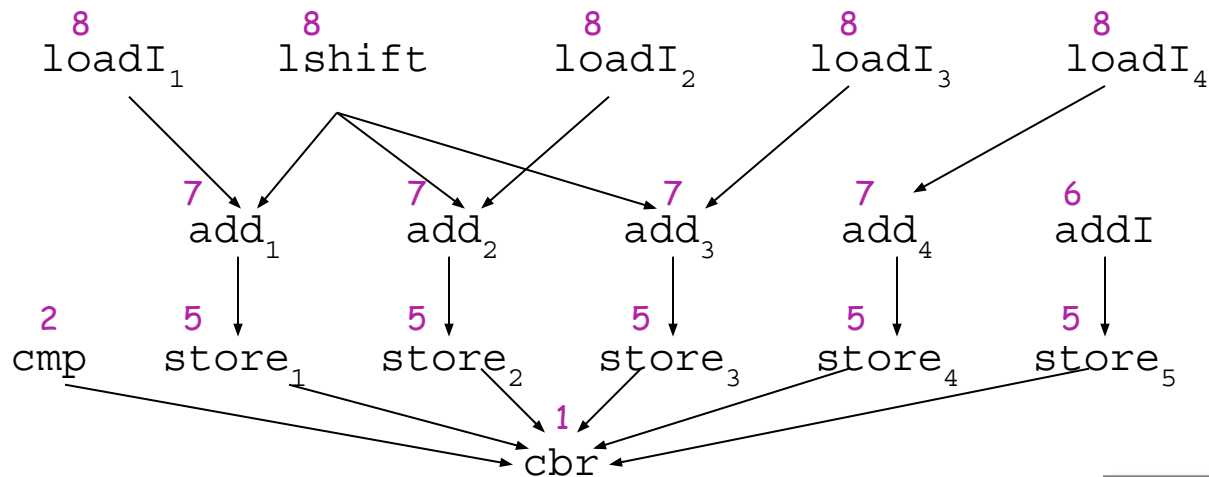 8 8 8 8 8
loadI₁ lshift loadI₂ loadI₃ loadI₄
7 7 7 7 6
add₁ add₂ add₃ add₄ addI
2 5 5 5 5 5
cmp store₁ store₂ store₃ store₄ store₅
1
cbr